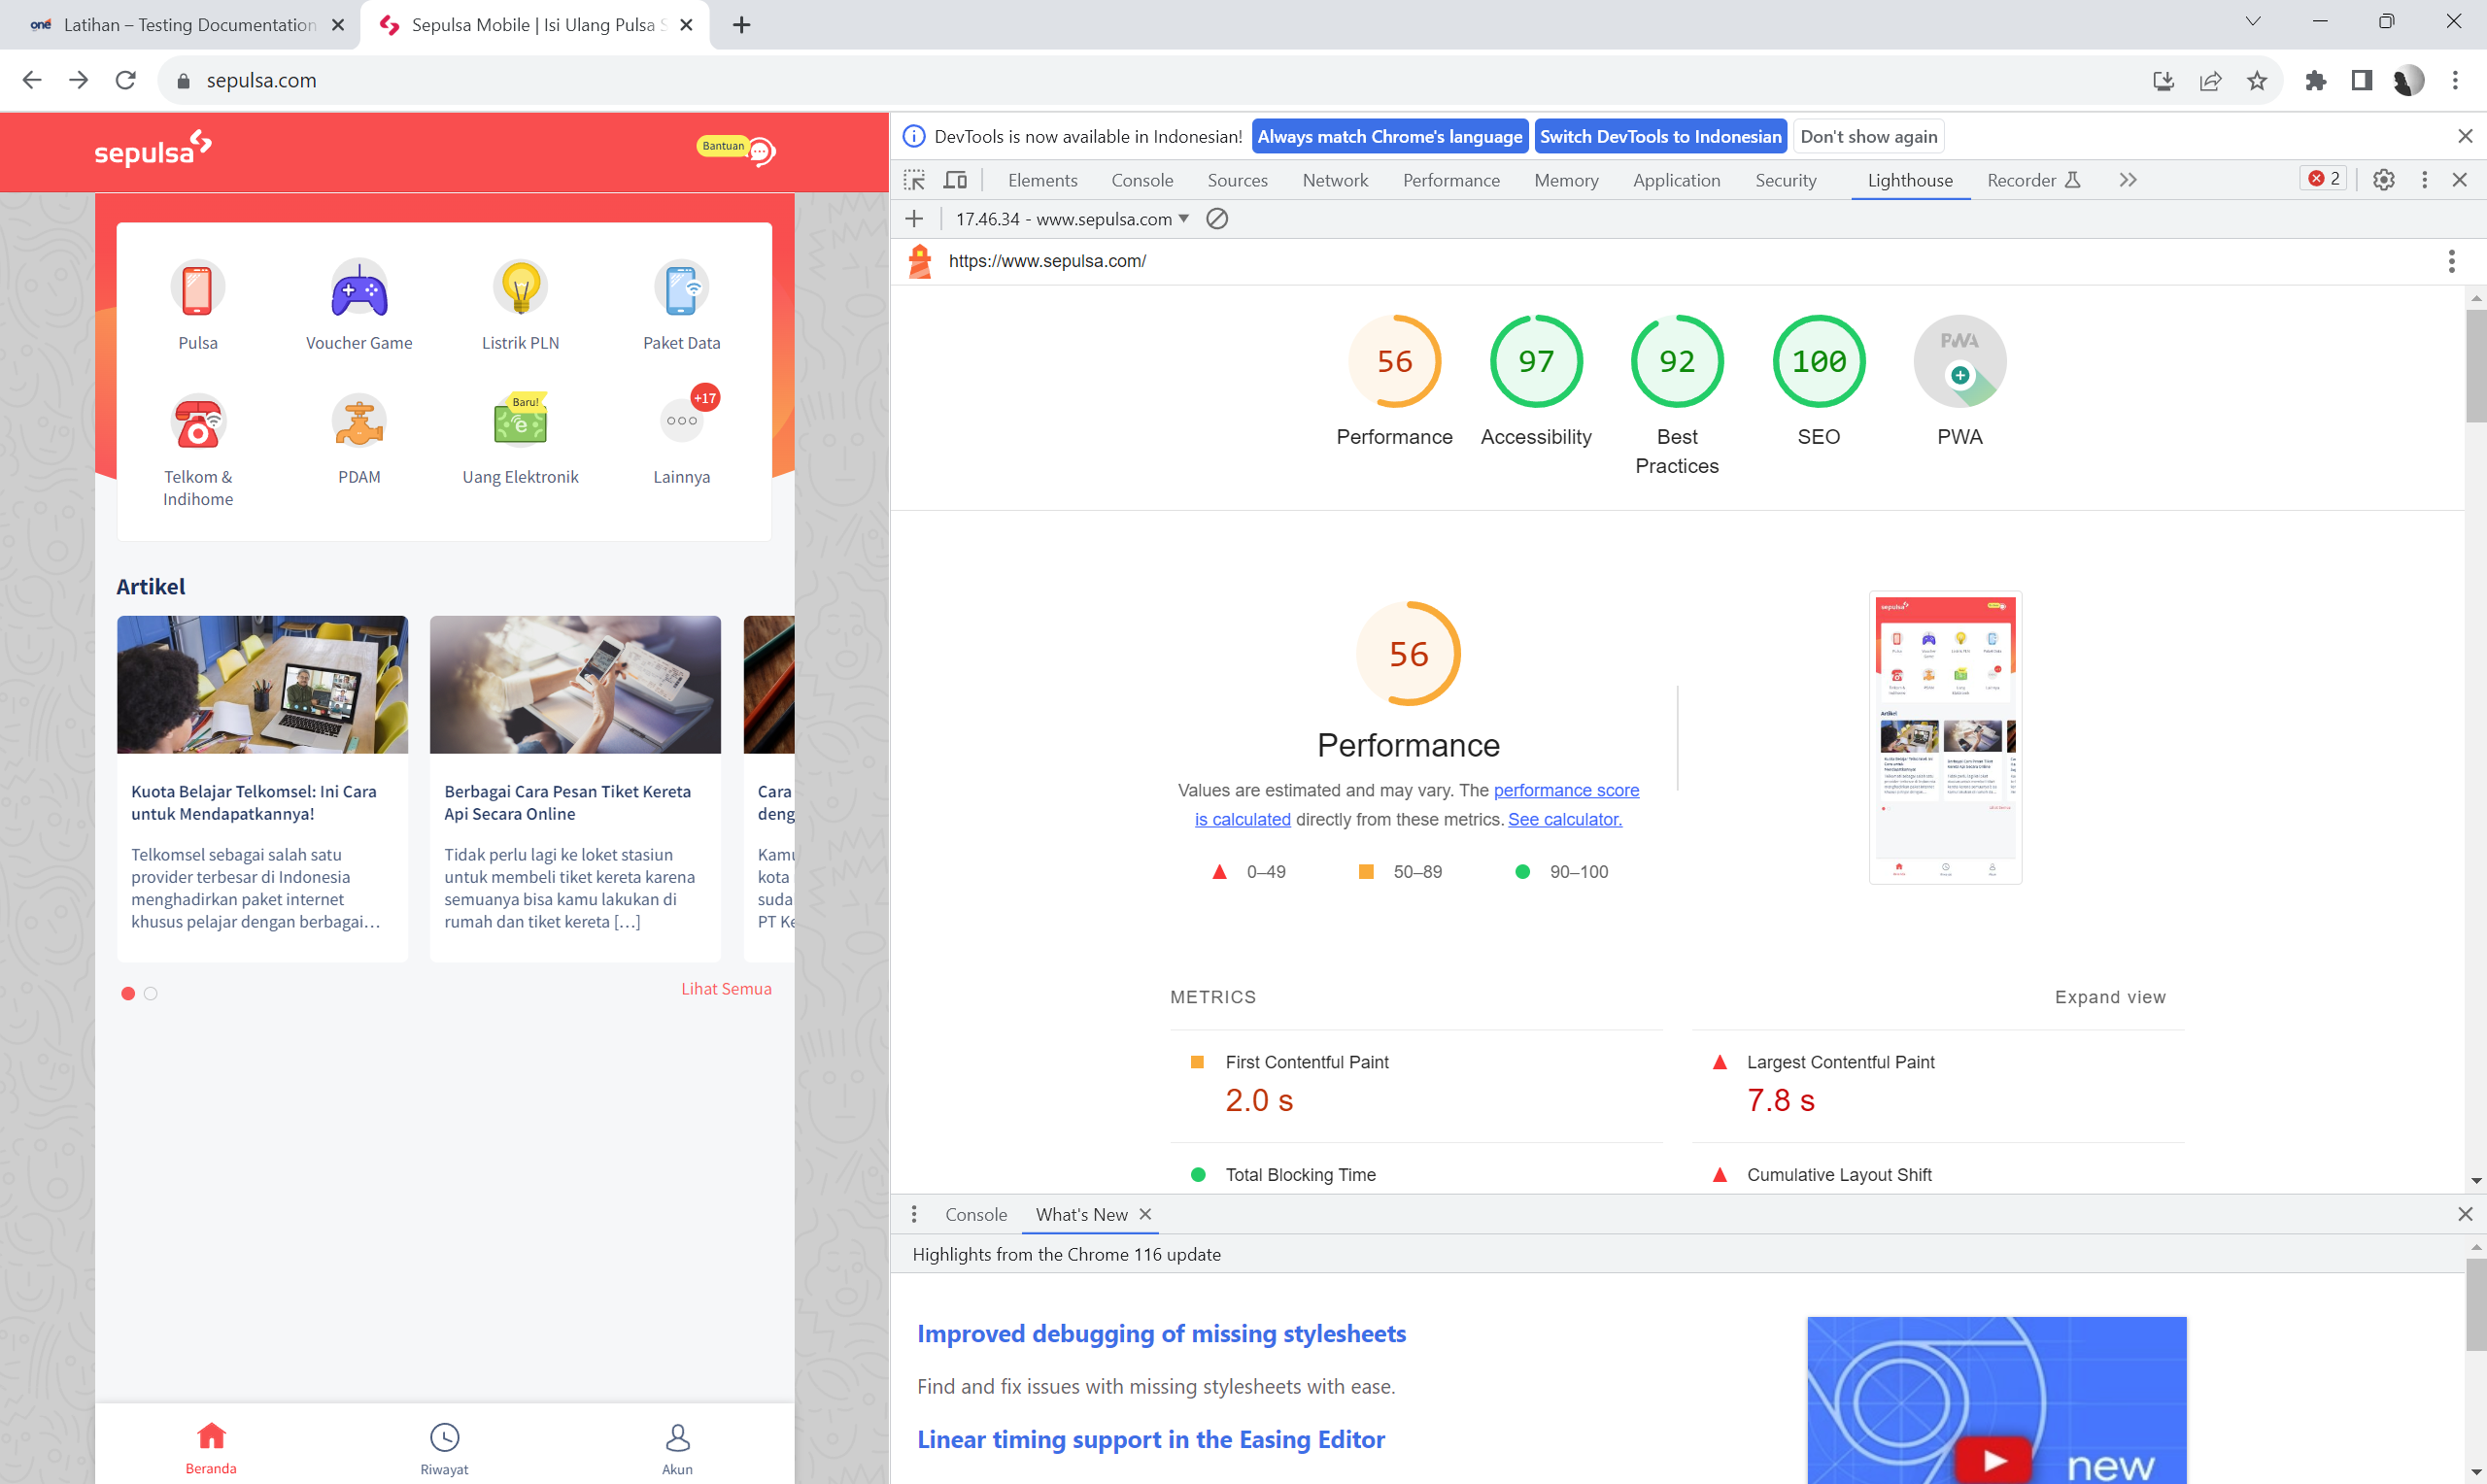 one Latihan – Testing Documentation
Sepulsa Mobile | Isi Ulang Pulsa S
sepulsa.com
sepulsa
Bantuan
Pulsa
Voucher Game
Listrik PLN
Paket Data
Baru!
e
+17
Telkom &
Indihome
PDAM
Uang Elektronik
Lainnya
Artikel
Kuota Belajar Telkomsel: Ini Cara
untuk Mendapatkannya!
Telkomsel sebagai salah satu
provider terbesar di Indonesia
menghadirkan paket internet
khusus pelajar dengan berbagai...
Berbagai Cara Pesan Tiket Kereta
Api Secara Online
Tidak perlu lagi ke loket stasiun
untuk membeli tiket kereta karena
semuanya bisa kamu lakukan di
rumah dan tiket kereta [...]
Cara
deng
Kamu
kota
suda
PT Ke
Lihat Semua
Beranda
Riwayat
Akun
DevTools is now available in Indonesian! Always match Chrome's language Switch DevTools to Indonesian Don't show again
Elements Console Sources Network Performance Memory Application Security Lighthouse Recorder 2
17.46.34 - www.sepulsa.com
https://www.sepulsa.com/
56
Performance
97
Accessibility
92
Best
Practices
100
SEO
PWA
PWA
56
Performance
Values are estimated and may vary. The performance score
is calculated directly from these metrics. See calculator.
0–49
50–89
90–100
sepulsa
Artikel
METRICS
Expand view
First Contentful Paint
2.0 s
Largest Contentful Paint
7.8 s
Total Blocking Time
Cumulative Layout Shift
Console
What's New
Highlights from the Chrome 116 update
Improved debugging of missing stylesheets
Find and fix issues with missing stylesheets with ease.
Linear timing support in the Easing Editor
new